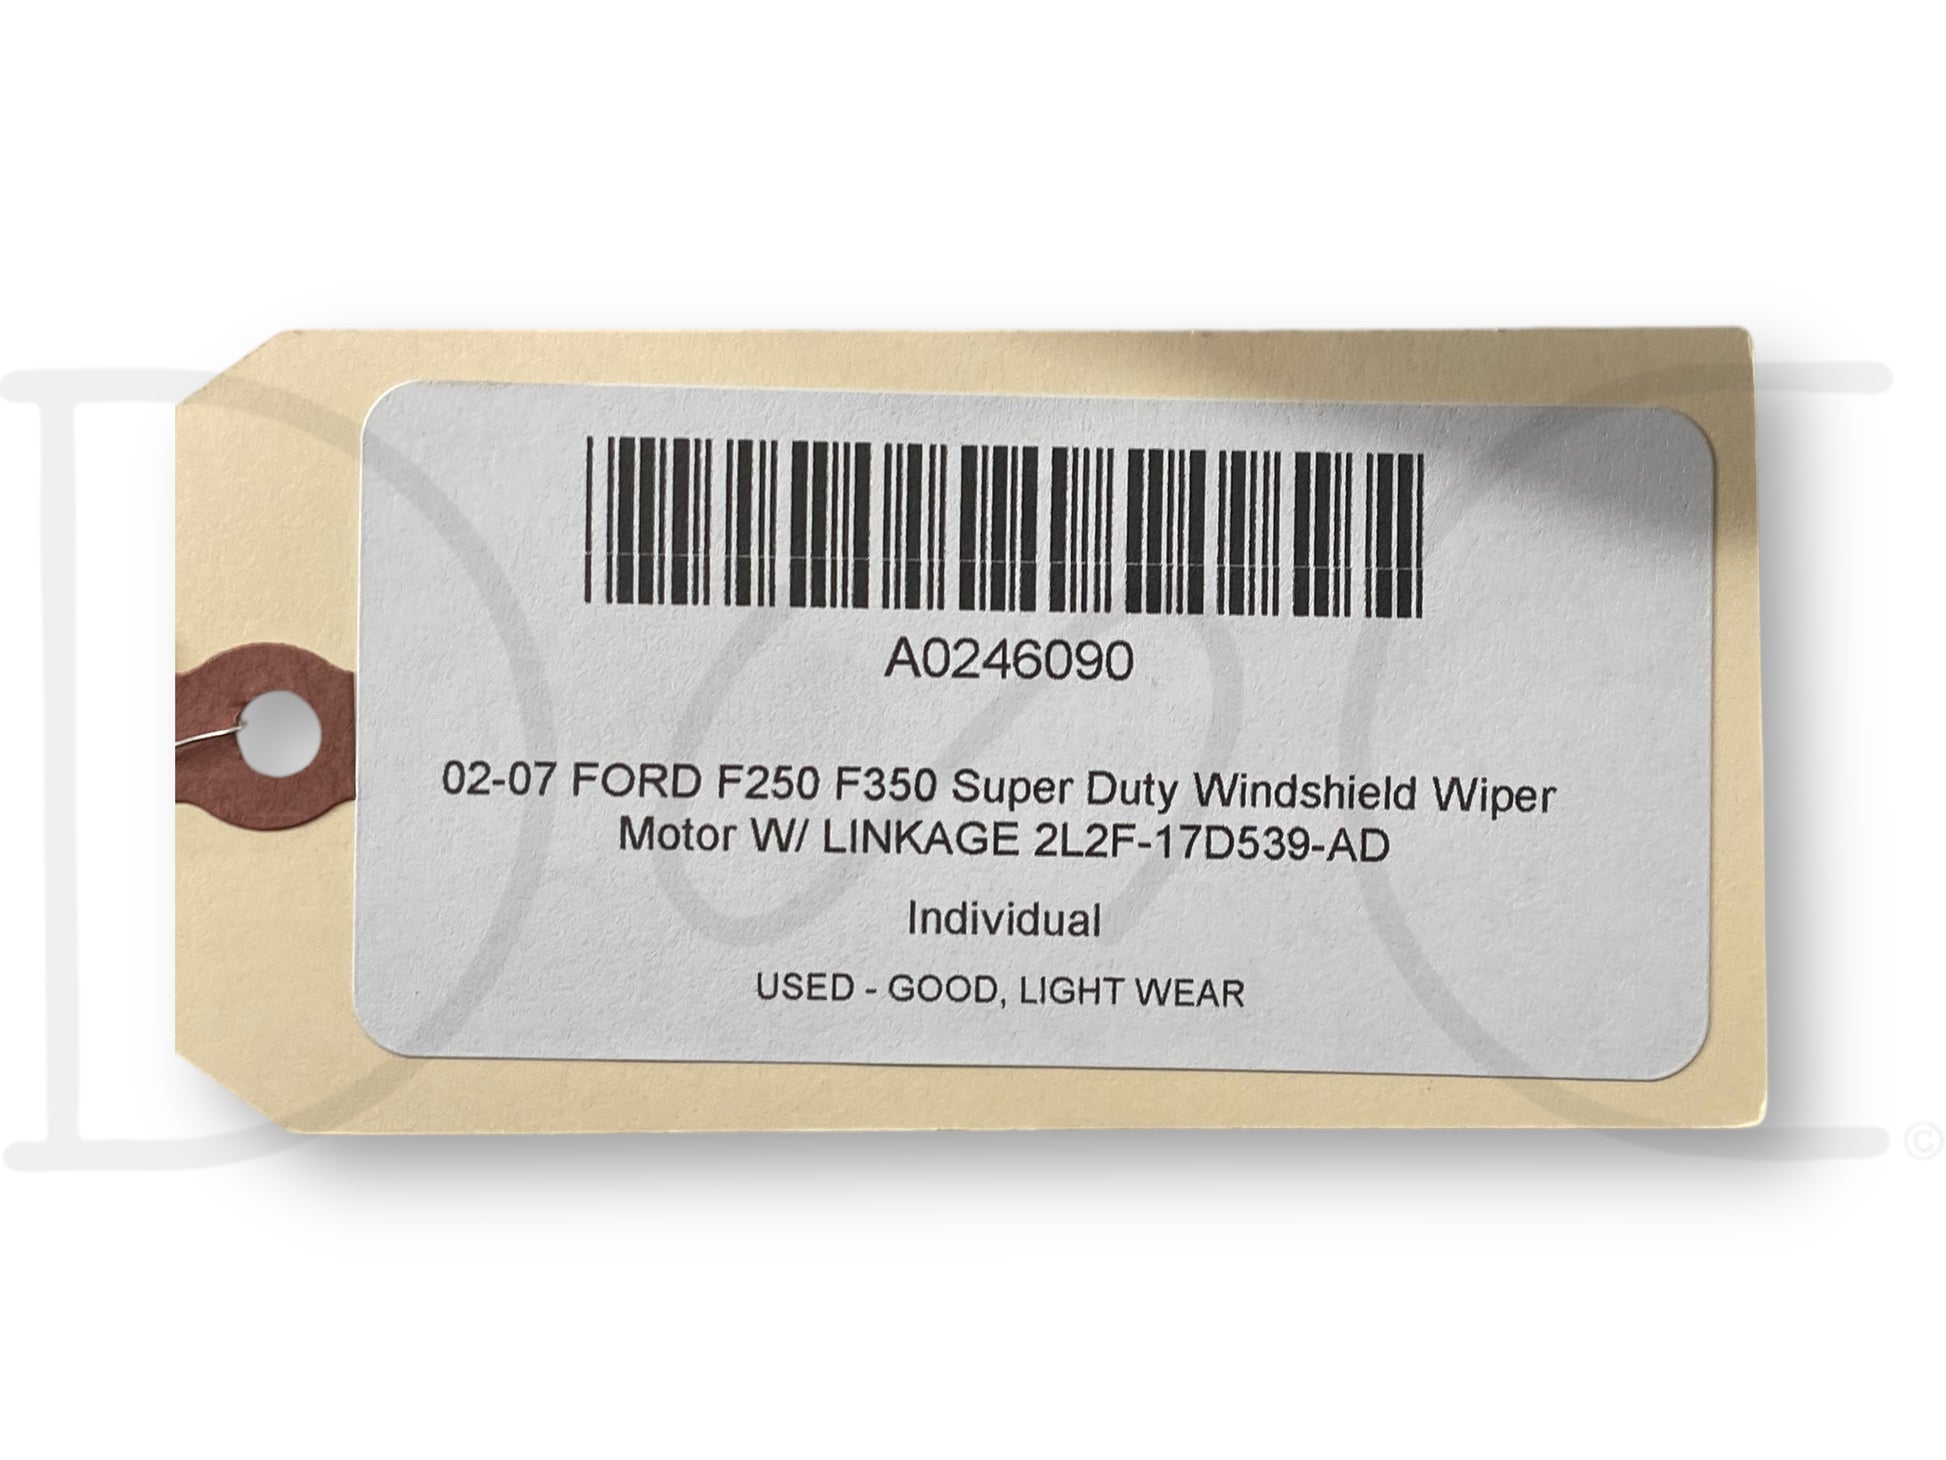 A0246090
02-07 FORD F250 F350 Super Duty Windshield Wiper
Motor W/ LINKAGE 2L2F-17D539-AD
Individual
USED - GOOD, LIGHT WEAR
©